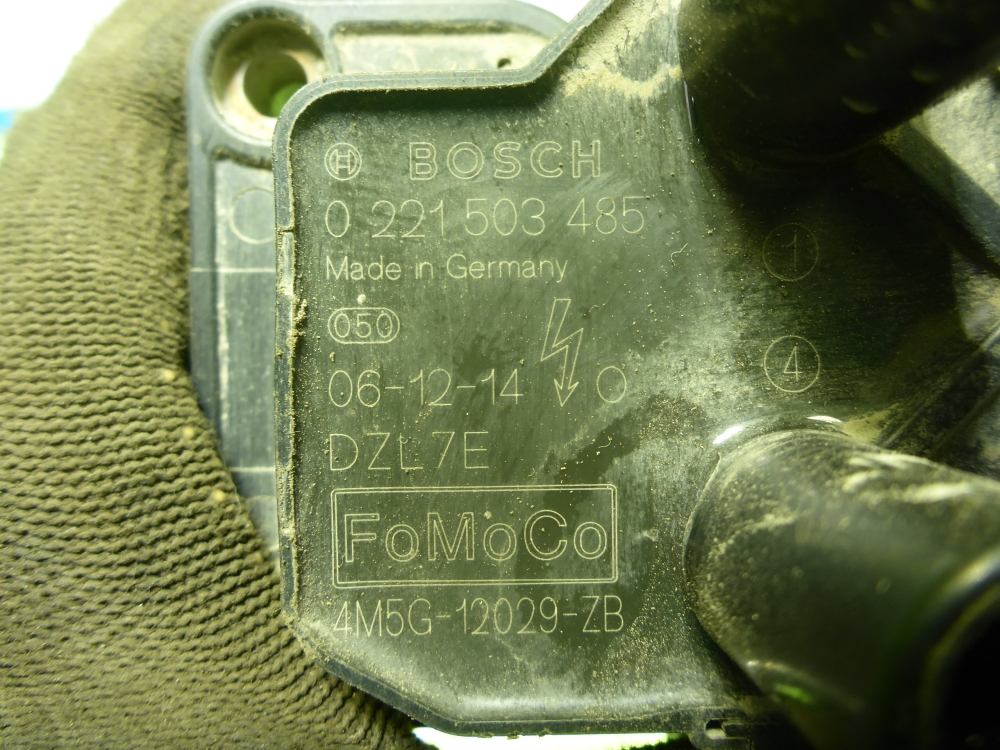 BOSCH
0 221 503 485
Made in Germany
050
06-12-14
DZL7E
FoMoCo
4M5G-12029-ZB
1
4